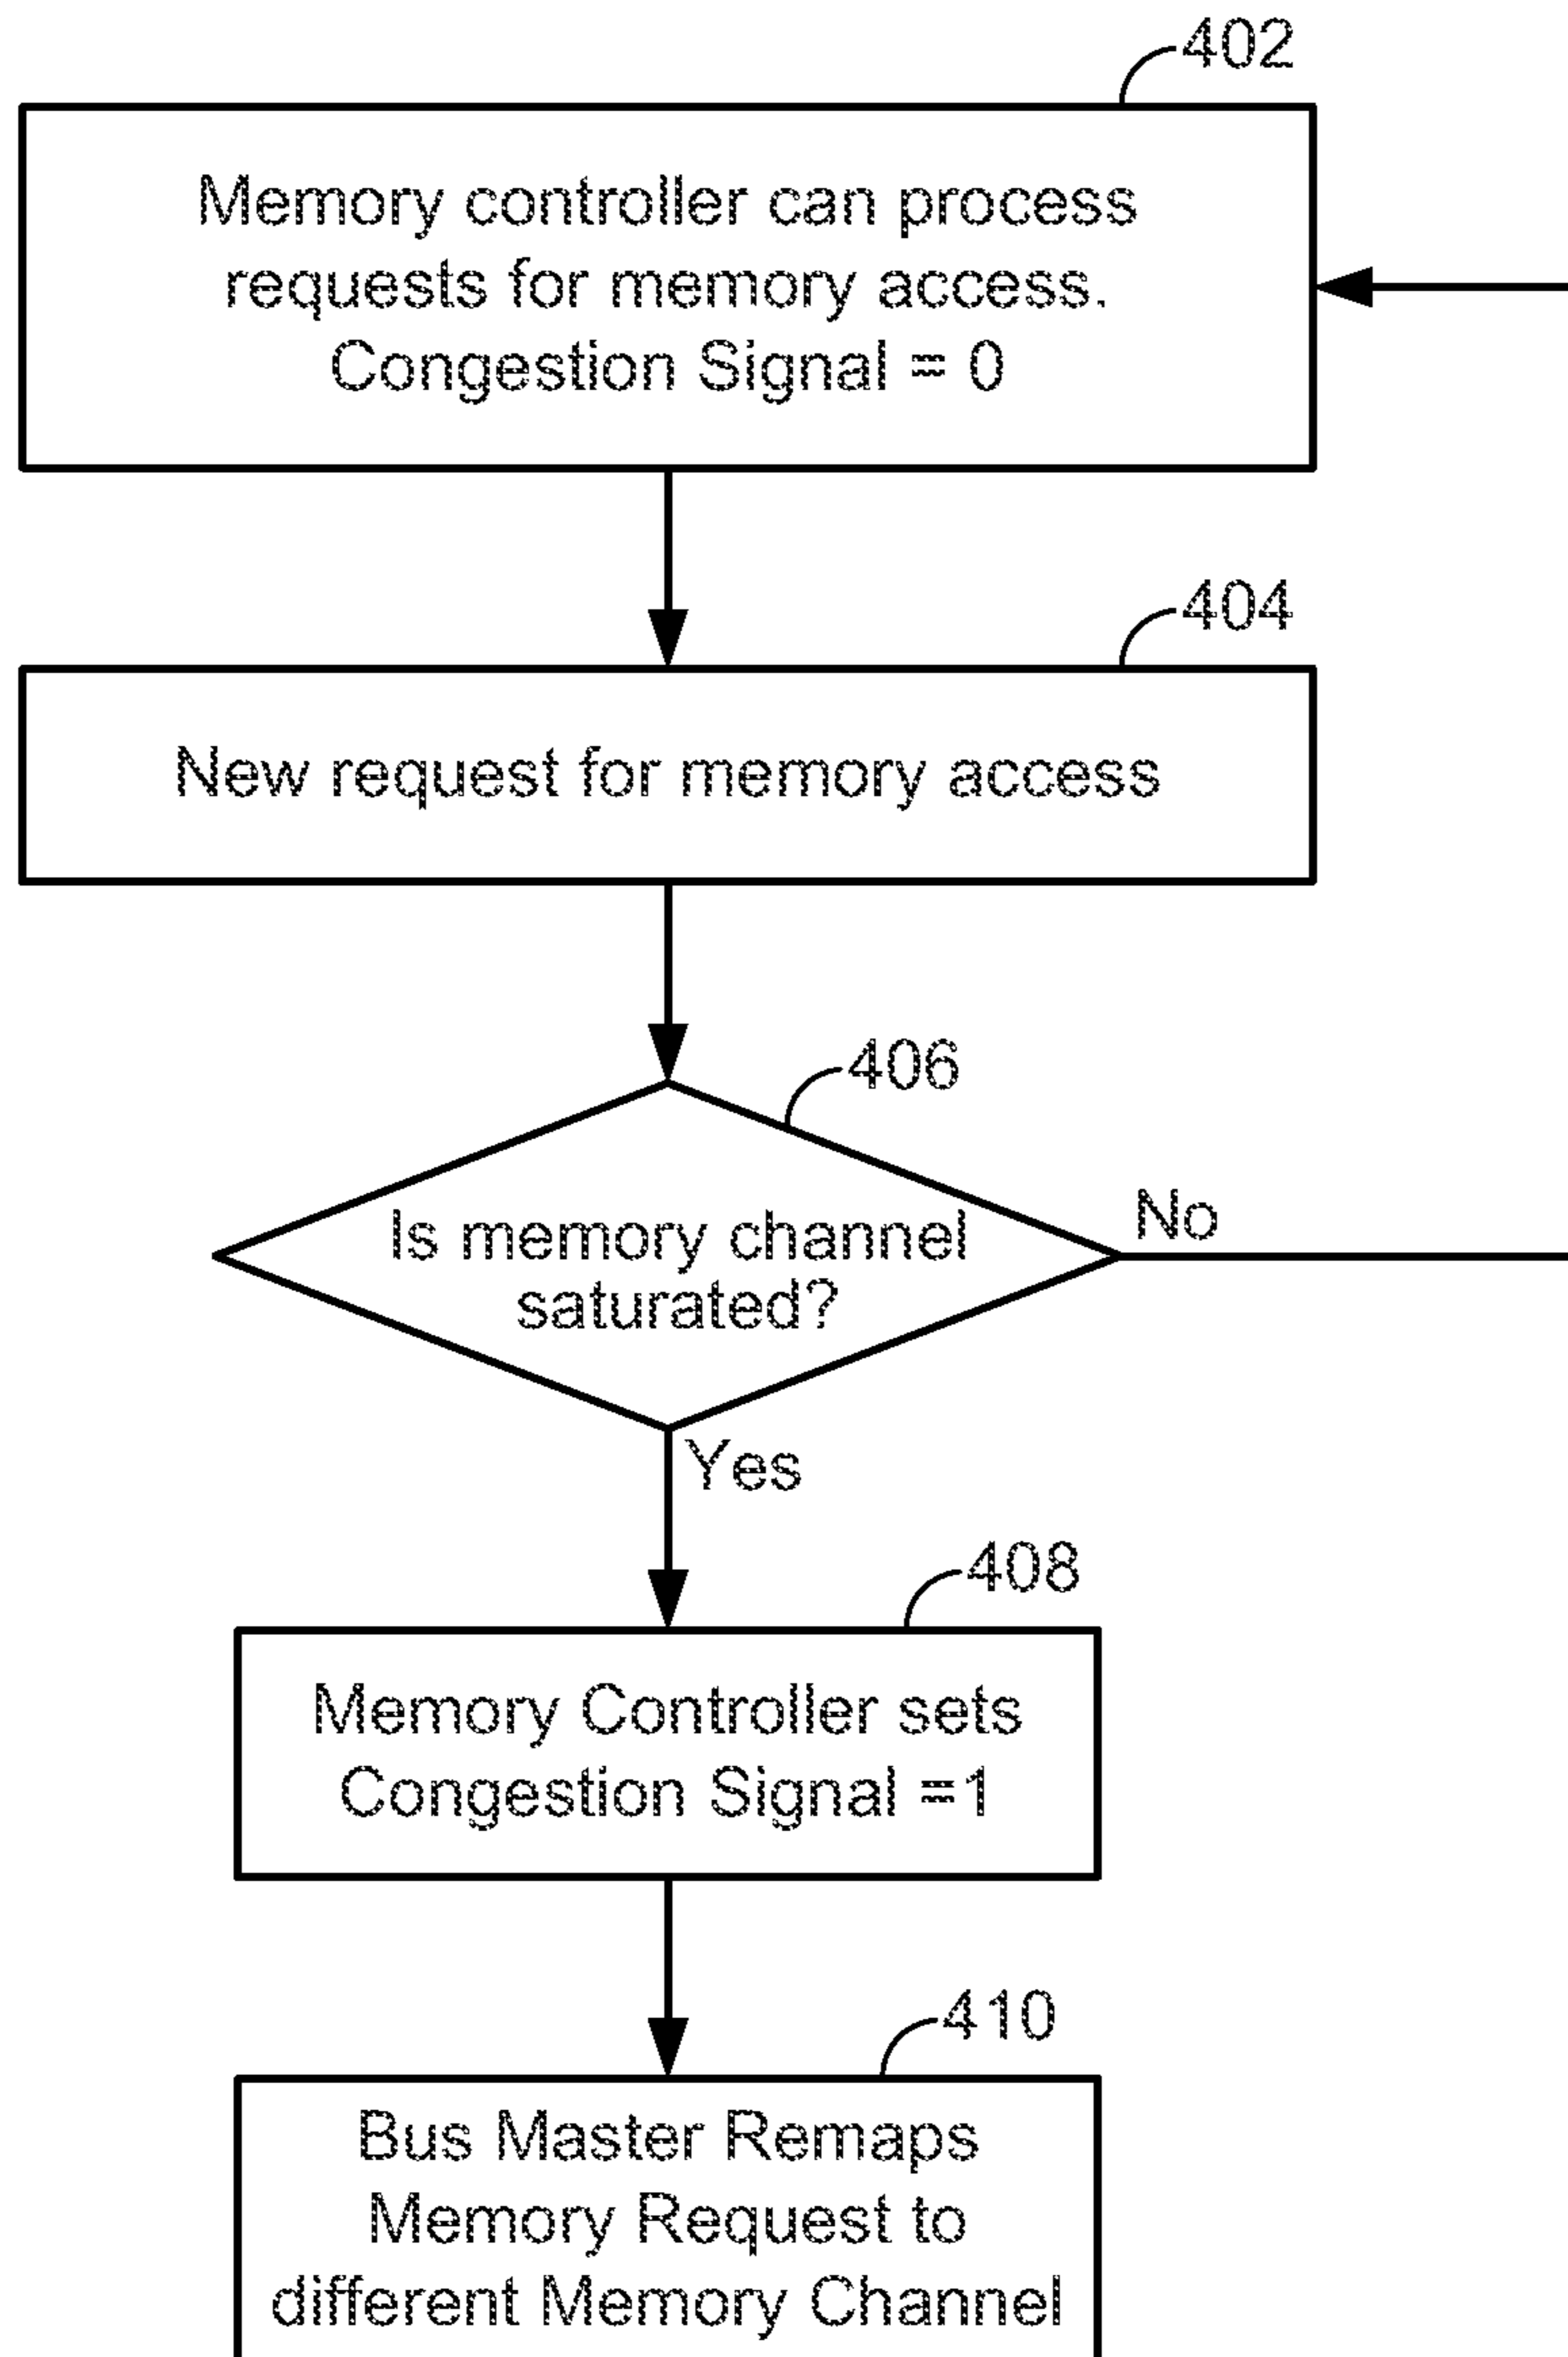 402
Memory controller can process
requests for memory access.
Congestion Signal = 0
404
New request for memory access
406
Is memory channel
saturated?
No
Yes
408
Memory Controller sets
Congestion Signal =1
410
Bus Master Remaps
Memory Request to
different Memory Channel